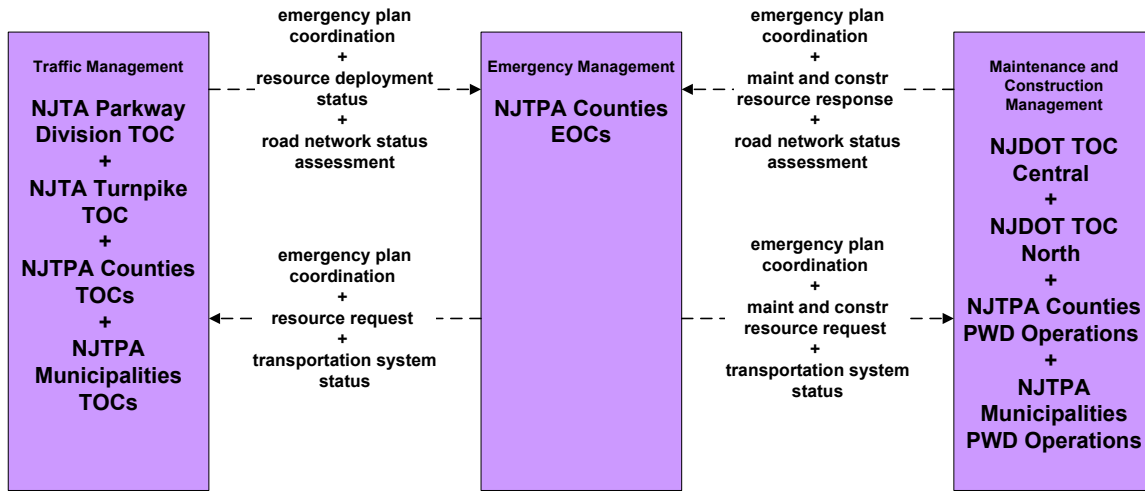 Traffic Management
NJTA Parkway
Division TOC
+
NJTA Turnpike
TOC
+
NJTPA Counties
TOCs
+
NJTPA
Municipalities
TOCs
emergency plan
coordination
+
resource deployment
status
+
road network status
assessment
emergency plan
coordination
+
resource request
+
transportation system
status
Emergency Management
NJTPA Counties
EOCs
emergency plan
coordination
+
maint and constr
resource response
+
road network status
assessment
emergency plan
coordination
+
maint and constr
resource request
+
transportation system
status
Maintenance and
Construction
Management
NJDOT TOC
Central
+
NJDOT TOC
North
+
NJTPA Counties
PWD Operations
+
NJTPA
Municipalities
PWD Operations